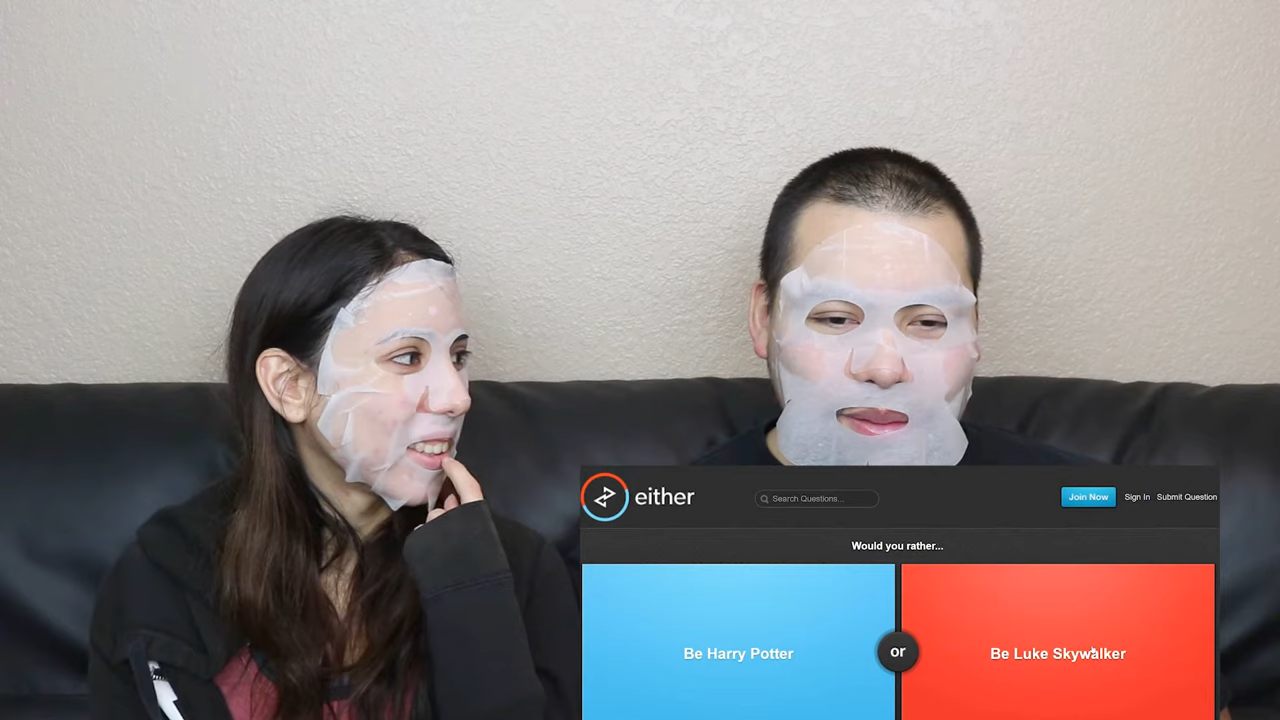 either
Search Questions...
Join Now
Sign In
Submit Question
Would you rather...
Be Harry Potter
or
Be Luke Skywalker